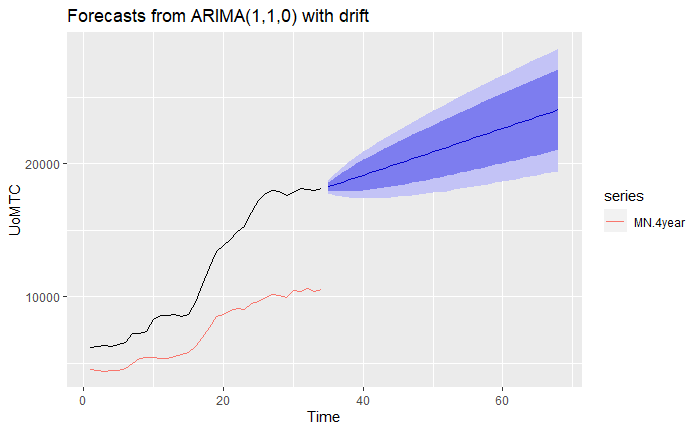 Forecasts from ARIMA(1,1,0) with drift
UoMTC
20000
10000
0
20
40
60
Time
series
MN.4year